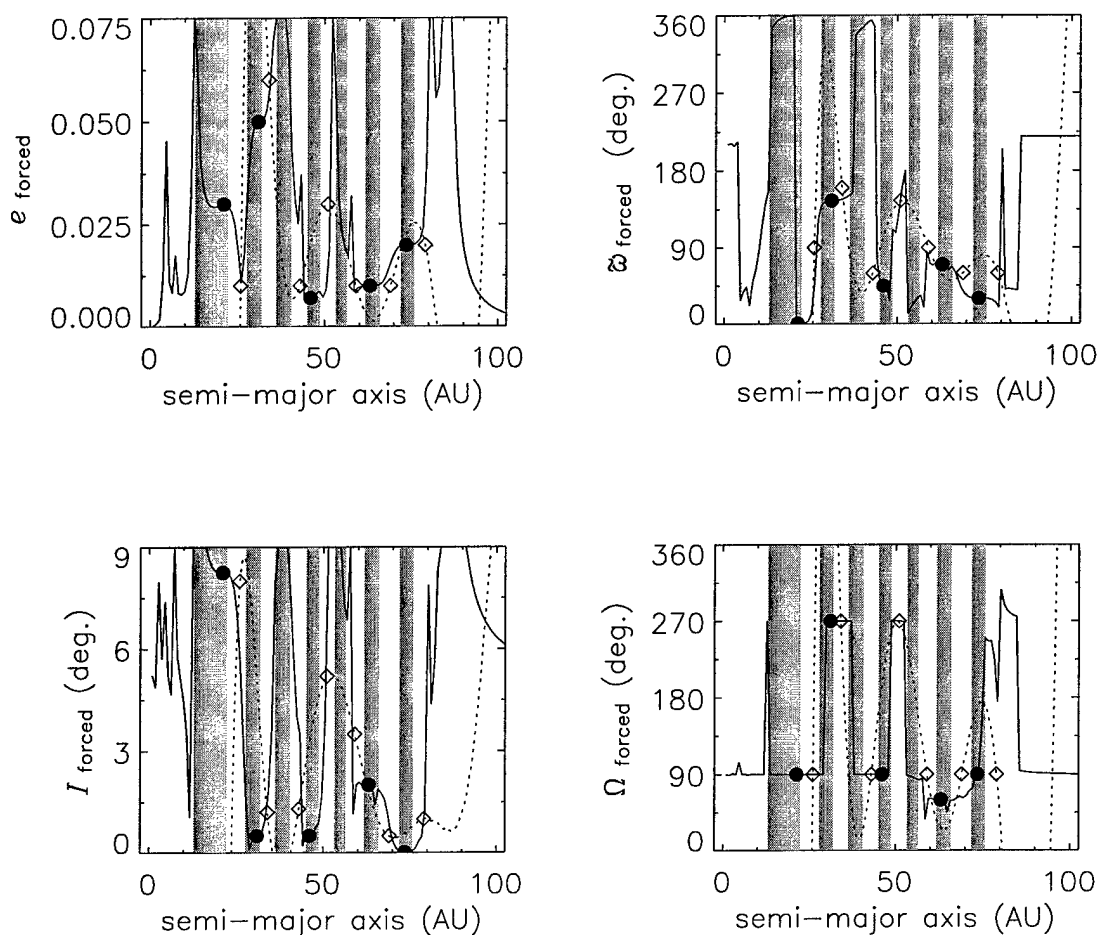 0.075
0.050
0.025
0.000
e forced
0 50 100
semi-major axis (AU)
360
270
180
90
0
ω̃ forced (deg.)
0 50 100
semi-major axis (AU)
9
6
3
0
I forced (deg.)
0 50 100
semi-major axis (AU)
360
270
180
90
0
Ω forced (deg.)
0 50 100
semi-major axis (AU)